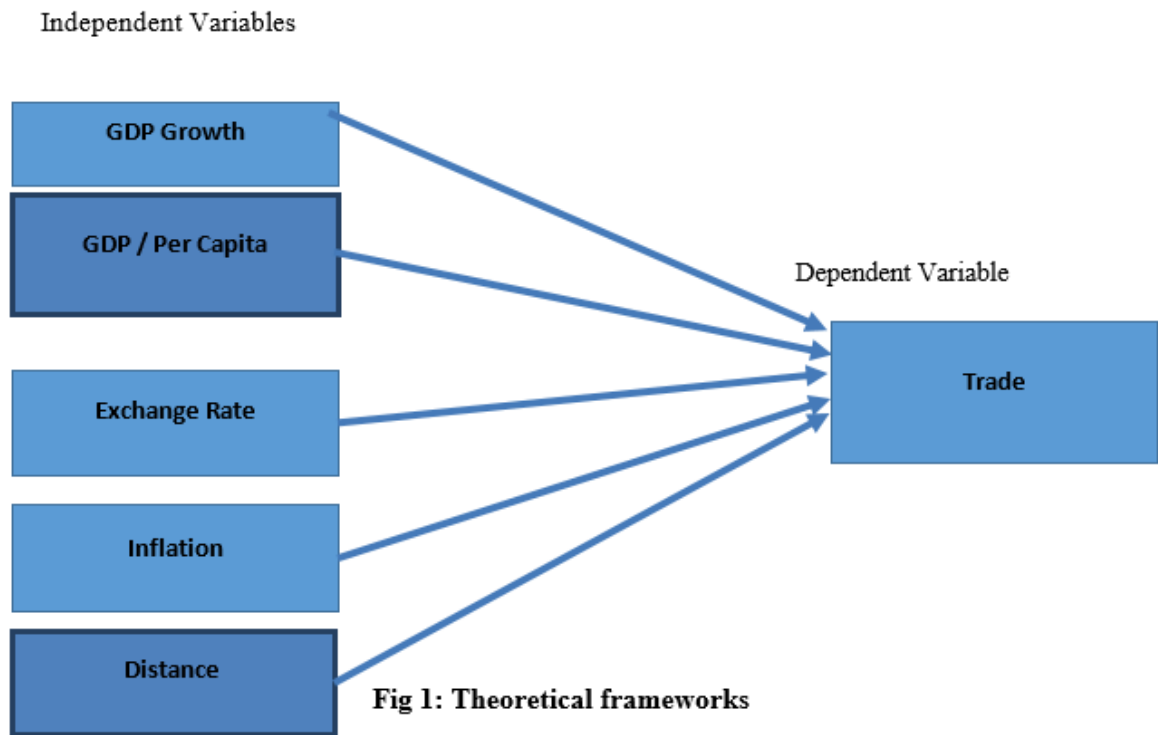 Independent Variables
GDP Growth
GDP / Per Capita
Dependent Variable
Trade
Exchange Rate
Inflation
Distance
Fig 1: Theoretical frameworks